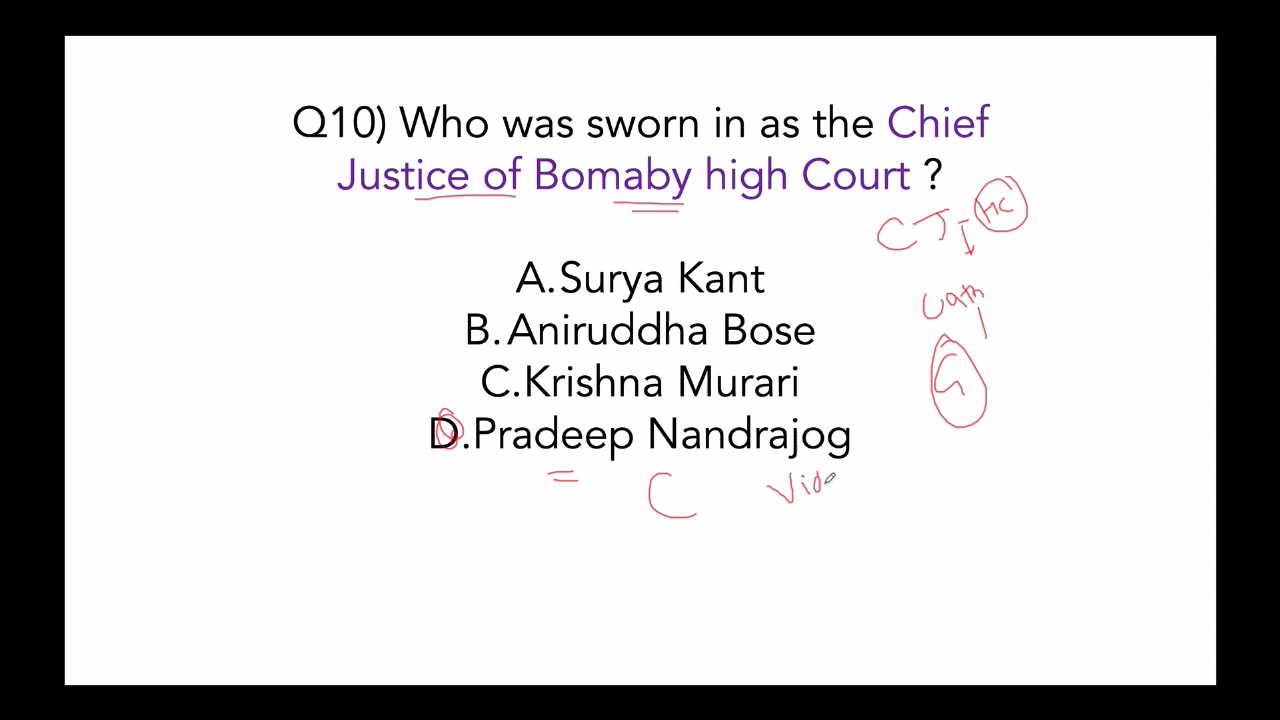 Q10) Who was sworn in as the Chief
Justice of Bomaby high Court ?
CJ HC
A.Surya Kant
oath
B.Aniruddha Bose
G
C.Krishna Murari
D.Pradeep Nandrajog
C